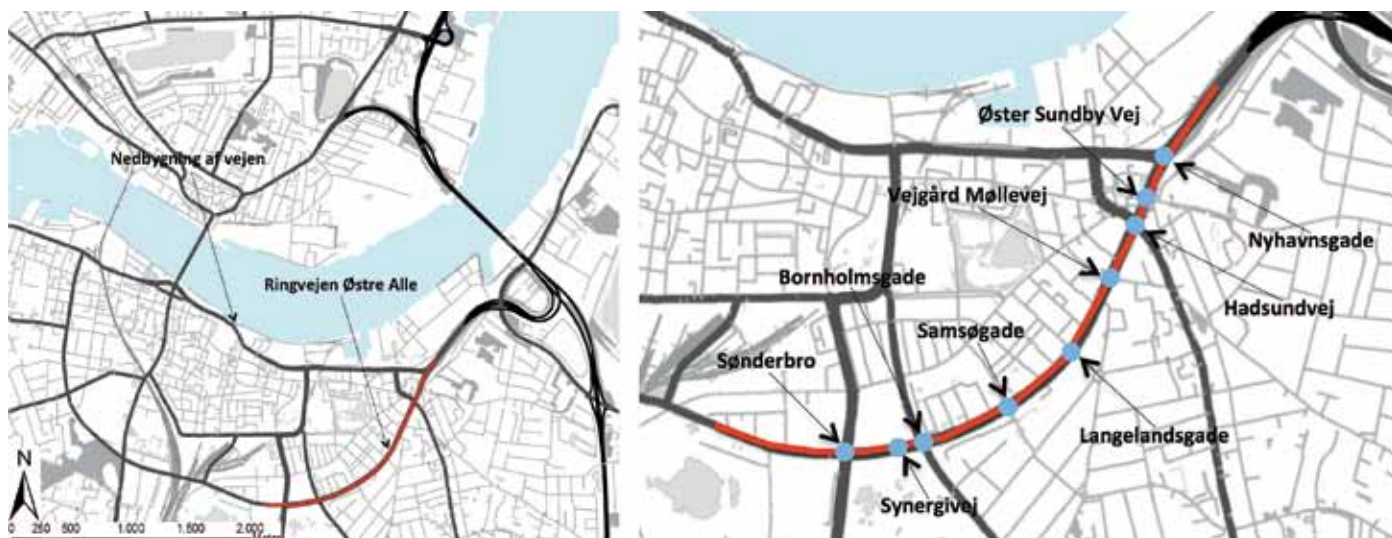 Nedbygning af vejen
Ringvejen Østre Alle
N
0 250 500 1.000 1.500 2.000
Øster Sundby Vej
Vejgård Møllevej
Bornholmsgade
Nyhavnsgade
Hadsundvej
Samsøgade
Sønderbro
Langelandsgade
Synergivej